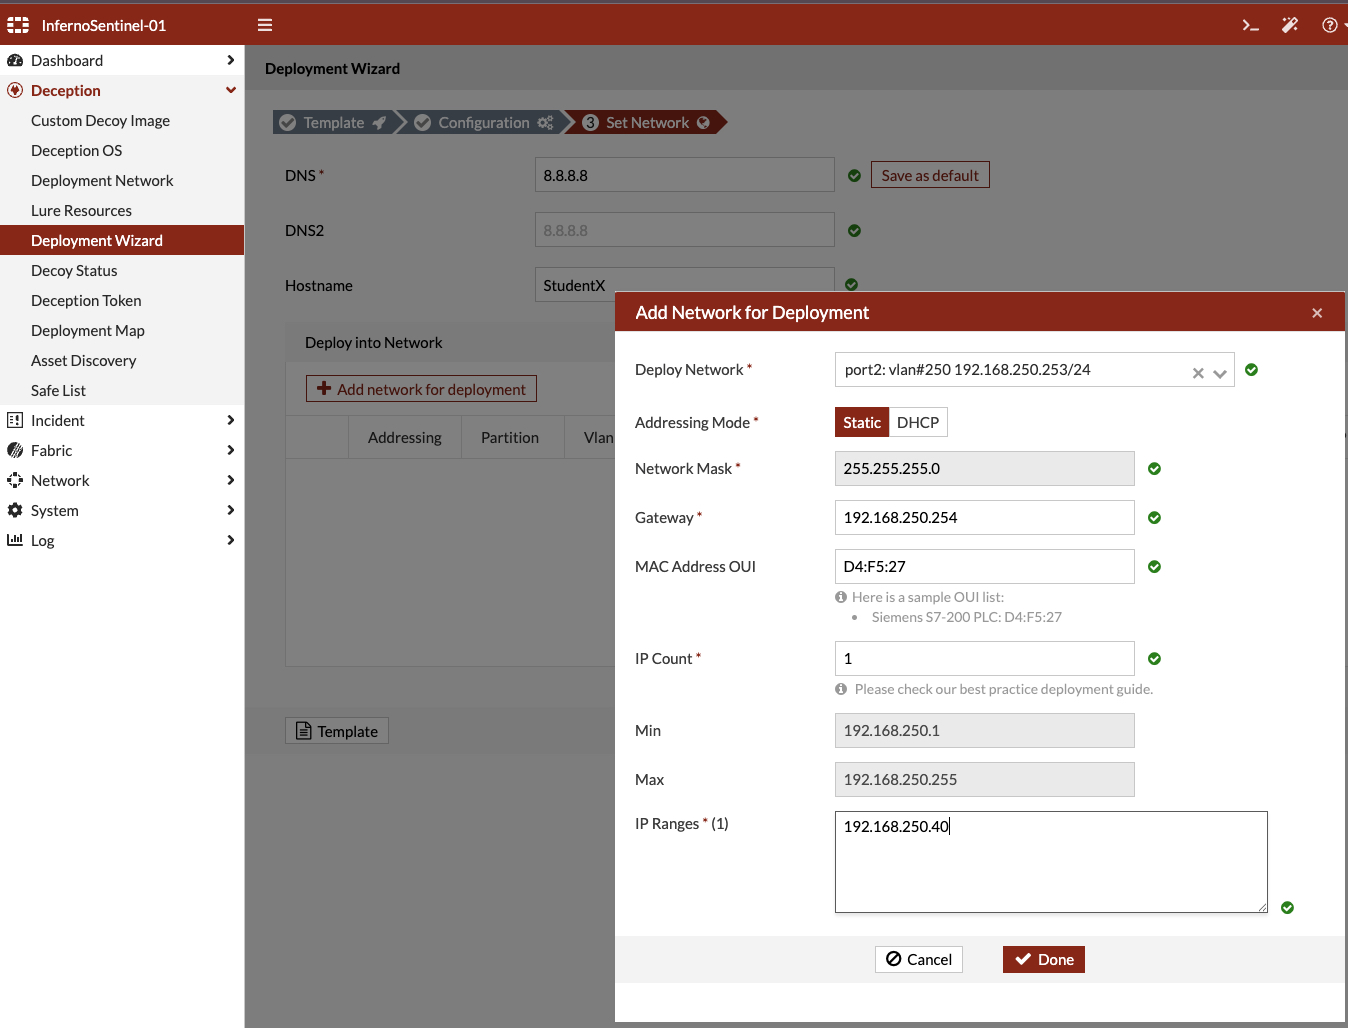 InfernoSentinel-01
Dashboard
Deception
Custom Decoy Image
Deception OS
Deployment Network
Lure Resources
Deployment Wizard
Decoy Status
Deception Token
Deployment Map
Asset Discovery
Safe List
Incident
Fabric
Network
System
Log
Deployment Wizard
Template
Configuration
3 Set Network
DNS * 8.8.8.8 Save as default
DNS2 8.8.8.8
Hostname StudentX
Deploy into Network
Add network for deployment
Addressing Partition Vlan
Template
Add Network for Deployment ×
Deploy Network * port2: vlan#250 192.168.250.253/24
Addressing Mode * Static DHCP
Network Mask * 255.255.255.0
Gateway * 192.168.250.254
MAC Address OUI D4:F5:27
Here is a sample OUI list:
• Siemens S7-200 PLC: D4:F5:27
IP Count * 1
Please check our best practice deployment guide.
Min 192.168.250.1
Max 192.168.250.255
IP Ranges * (1) 192.168.250.40
Cancel Done